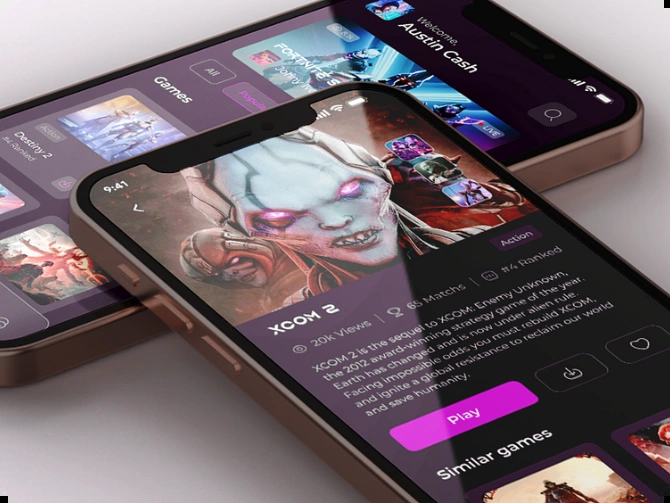 Welcome,
Austin Cash
FORTNITE'S
LIVE
Games
All
Action
Destiny 2
#4 Ranked
9:41
Action
XCOM 2
20k Views
65 Matchs
#4 Ranked
XCOM 2 is the sequel to XCOM: Enemy Unknown,
the 2012 award-winning strategy game of the year.
Earth has changed and is now under alien rule.
Facing impossible odds you must rebuild XCOM,
and ignite a global resistance to reclaim our world
and save humanity.
Play
Similar games